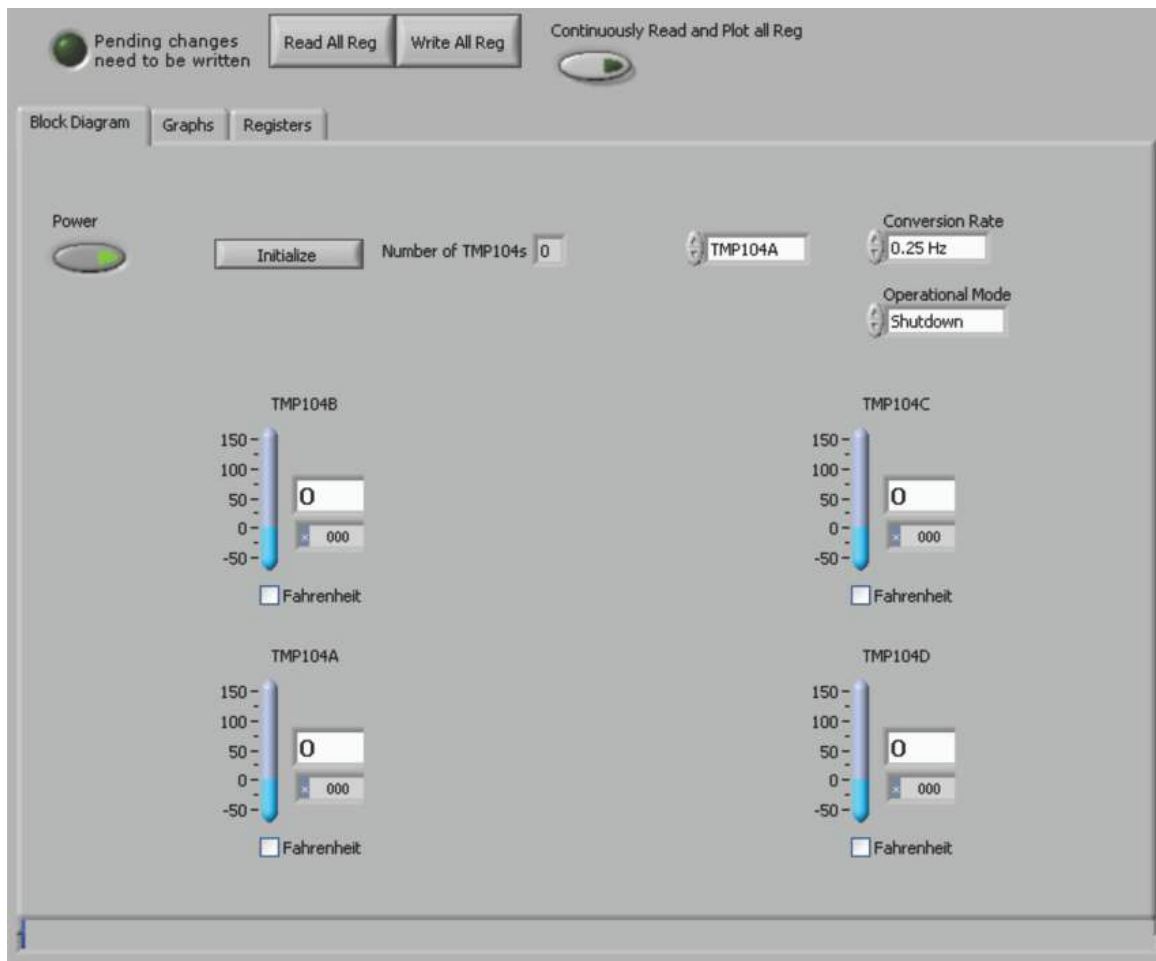 Pending changes
need to be written
Read All Reg
Write All Reg
Continuously Read and Plot all Reg
Block Diagram
Graphs
Registers
Power
Initialize
Number of TMP104s 0
TMP104A
Conversion Rate
0.25 Hz
Operational Mode
Shutdown
TMP104B
150
100
50
0
-50
0
x 000
Fahrenheit
TMP104C
150
100
50
0
-50
0
x 000
Fahrenheit
TMP104A
150
100
50
0
-50
0
x 000
Fahrenheit
TMP104D
150
100
50
0
-50
0
x 000
Fahrenheit